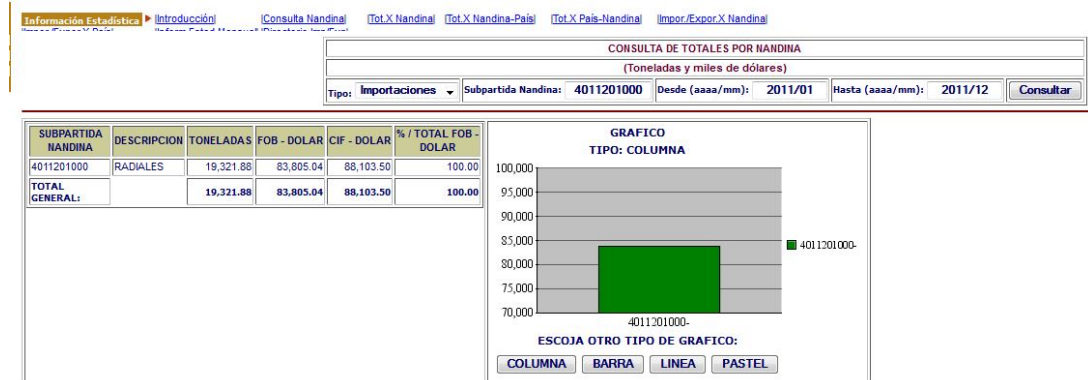 Información Estadística |Introducción| |Consulta Nandina| |Tot.X Nandina| |Tot.X Nandina-País| |Tot.X País-Nandina| |Impor./Expor.X Nandina|
|Impor./Expor.X País|
CONSULTA DE TOTALES POR NANDINA
(Toneladas y miles de dólares)
Tipo: Importaciones Subpartida Nandina: 4011201000 Desde (aaaa/mm): 2011/01 Hasta (aaaa/mm): 2011/12 Consultar
SUBPARTIDA NANDINA DESCRIPCION TONELADAS FOB - DOLAR CIF - DOLAR % / TOTAL FOB - DOLAR
4011201000 RADIALES 19,321.88 83,805.04 88,103.50 100.00
TOTAL GENERAL: 19,321.88 83,805.04 88,103.50 100.00
GRAFICO
TIPO: COLUMNA
100,000
95,000
90,000
85,000
80,000
75,000
70,000
4011201000-
4011201000-
ESCOJA OTRO TIPO DE GRAFICO:
COLUMNA BARRA LINEA PASTEL